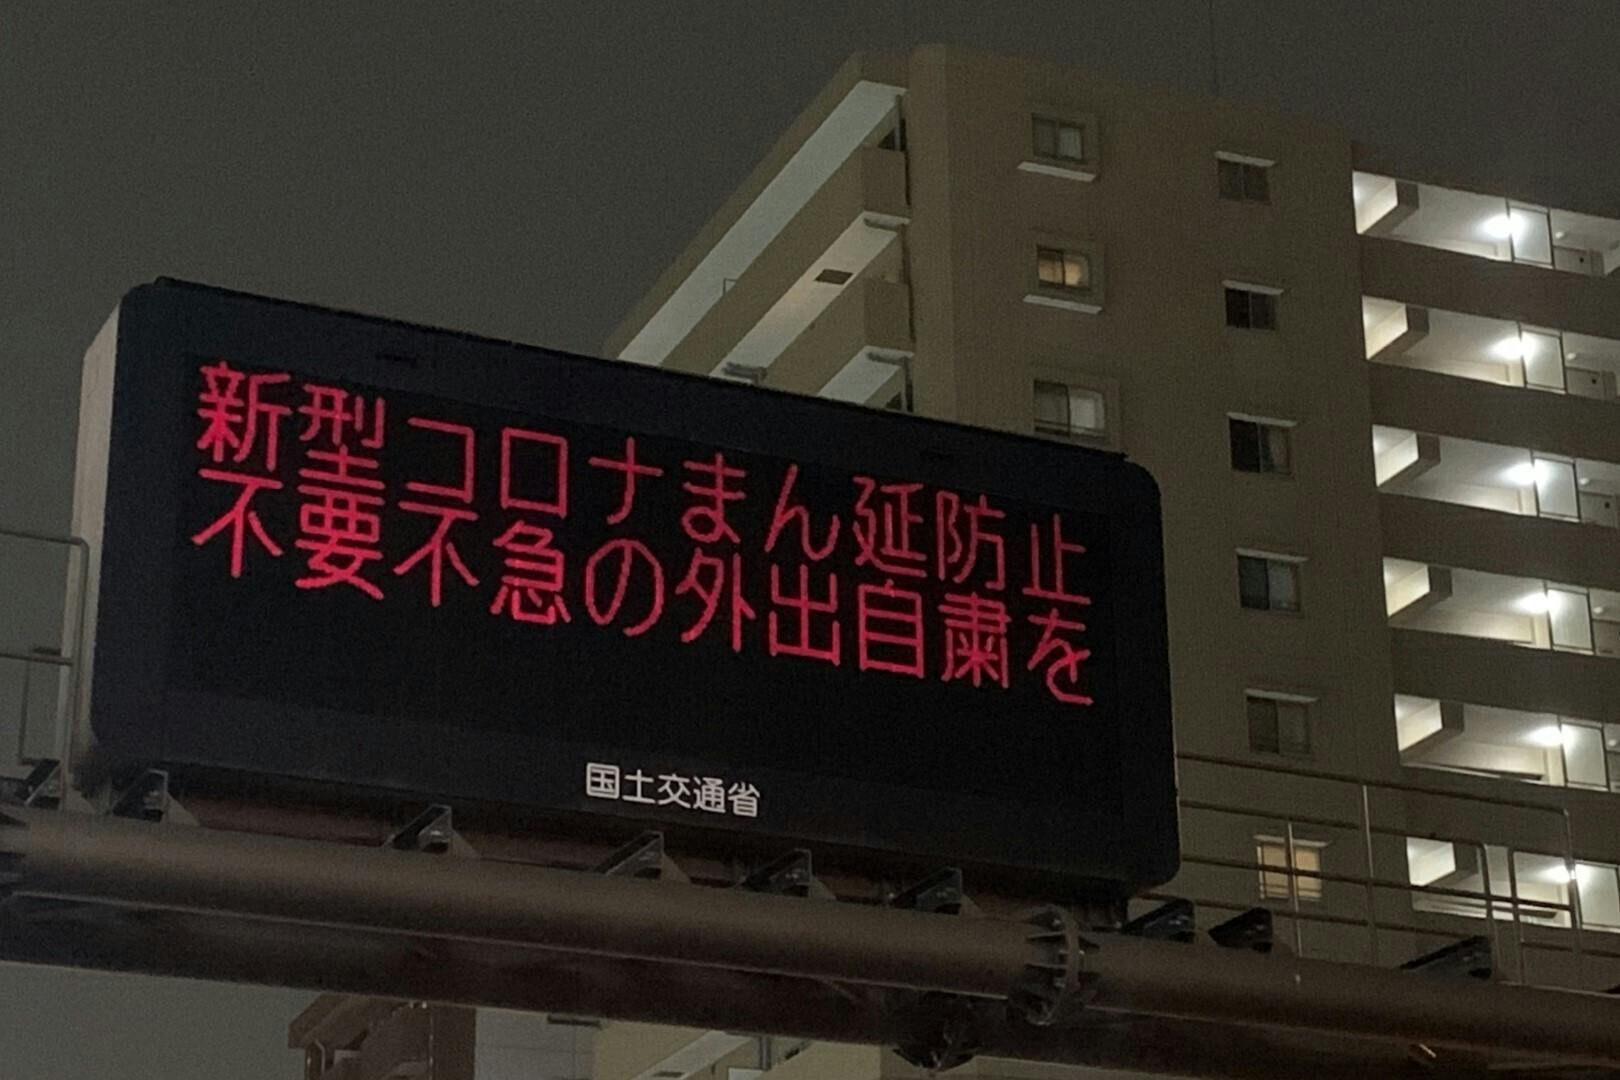 新型コロナまん延防止
不要不急の外出自粛を
国土交通省